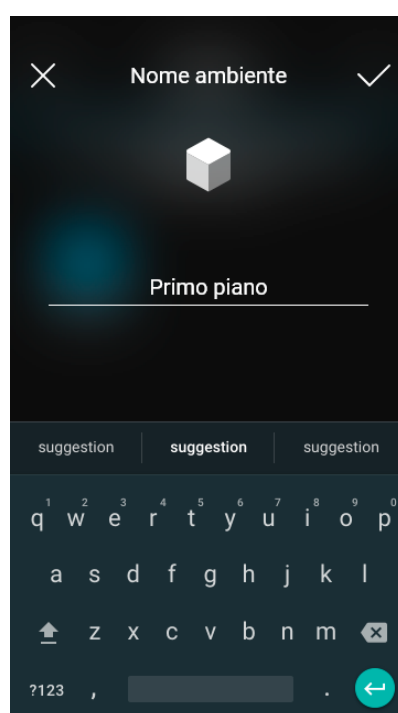 Nome ambiente
Primo piano
suggestion suggestion suggestion
1 2 3 4 5 6 7 8 9 0
q w e r t y u i o p
a s d f g h j k l
z x c v b n m
?123 , .